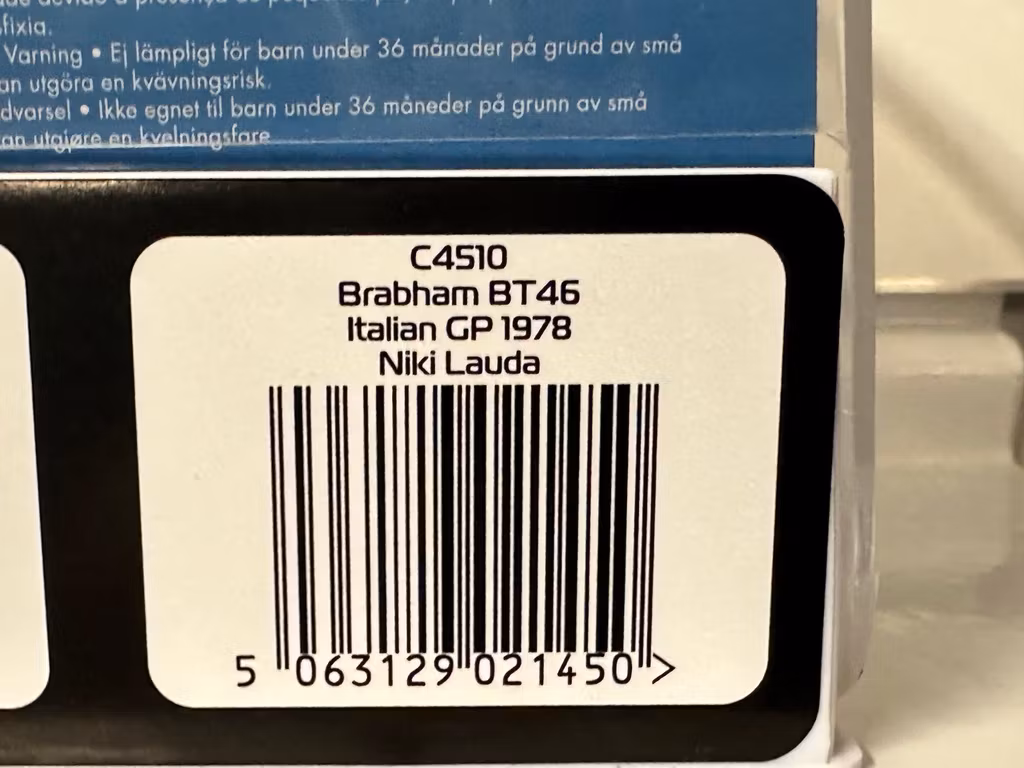 fixia.
Varning • Ej lämpligt för barn under 36 månader på grund av små
an utgöra en kvävningsrisk.
dvarsel • Ikke egnet til barn under 36 måneder på grunn av små
an utgjøre en kvelningsfare
C4510
Brabham BT46
Italian GP 1978
Niki Lauda
5 063129 021450 >